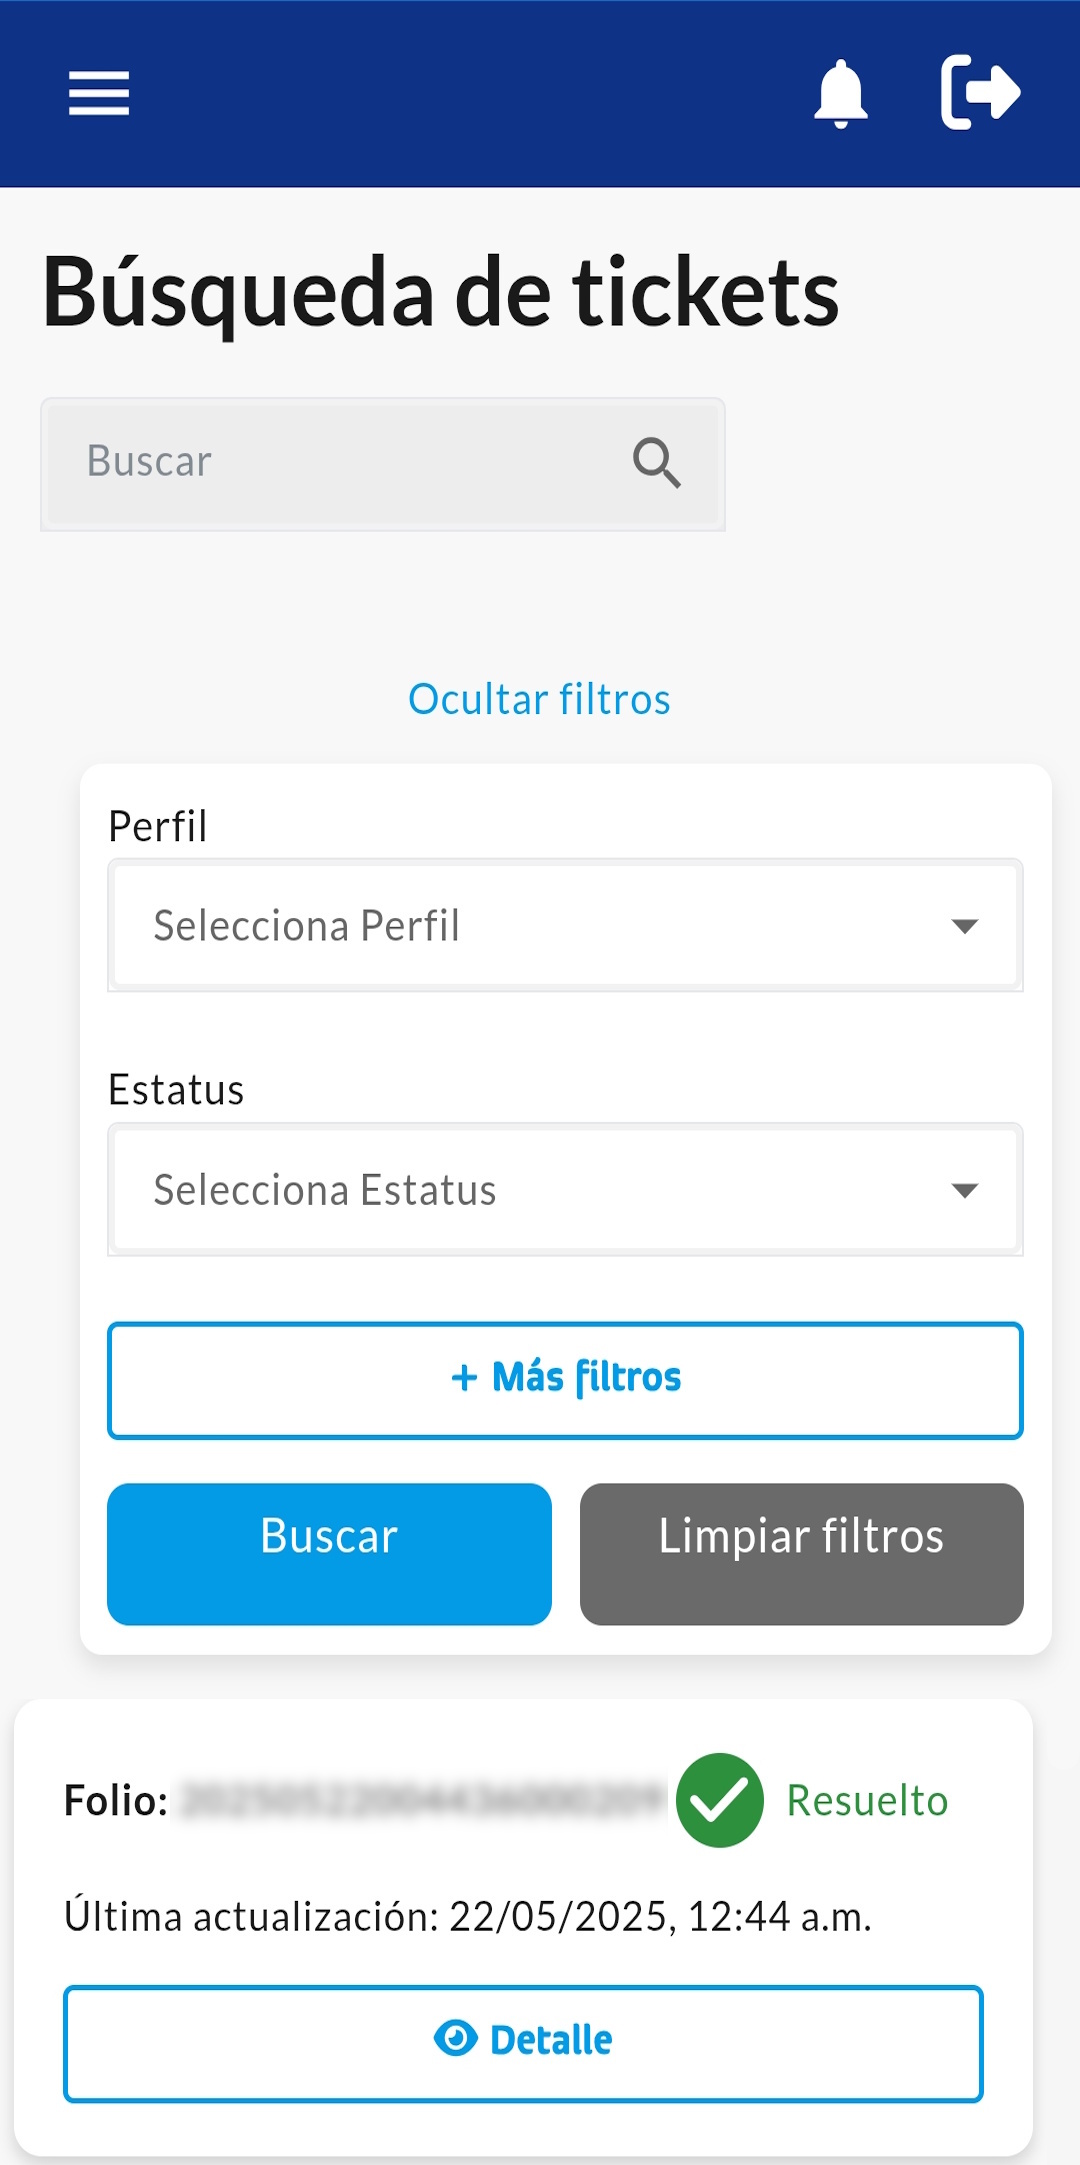 Búsqueda de tickets
Buscar
Ocultar filtros
Perfil
Selecciona Perfil
Estatus
Selecciona Estatus
+ Más filtros
Buscar
Limpiar filtros
Folio:
Resuelto
Última actualización: 22/05/2025, 12:44 a.m.
Detalle